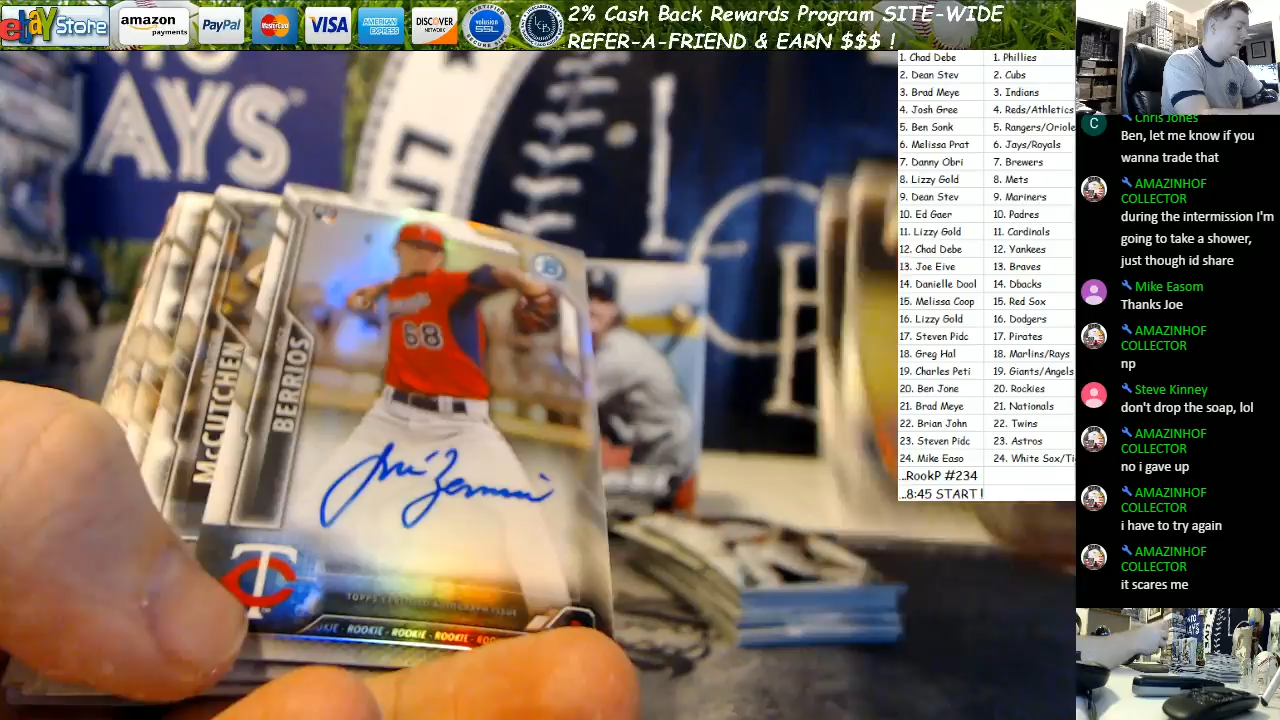 ebay Store
amazon
payments
PayPal
MasterCard
VISA
AMERICAN
EXPRESS
DISCOVER
NETWORK
volusion
SSL
2% Cash Back Rewards Program SITE-WIDE
REFER-A-FRIEND & EARN $$$ !
1. Chad Debe 1. Phillies
2. Dean Stev 2. Cubs
3. Brad Meye 3. Indians
4. Josh Gree 4. Reds/Athletics
5. Ben Sonk 5. Rangers/Oriole
6. Melissa Prat 6. Jays/Royals
7. Danny Obri 7. Brewers
8. Lizzy Gold 8. Mets
9. Dean Stev 9. Mariners
10. Ed Gaer 10. Padres
11. Lizzy Gold 11. Cardinals
12. Chad Debe 12. Yankees
13. Joe Eive 13. Braves
14. Danielle Dool 14. Dbacks
15. Melissa Coop 15. Red Sox
16. Lizzy Gold 16. Dodgers
17. Steven Pidc 17. Pirates
18. Greg Hal 18. Marlins/Rays
19. Charles Peti 19. Giants/Angels
20. Ben Jone 20. Rockies
21. Brad Meye 21. Nationals
22. Brian John 22. Twins
23. Steven Pidc 23. Astros
24. Mike Easo 24. White Sox/Ti
..RookP #234
..8:45 START!
C
Chris Jones
Ben, let me know if you
wanna trade that
AMAZINHOF
COLLECTOR
during the intermission I'm
going to take a shower,
just though id share
Mike Easom
Thanks Joe
AMAZINHOF
COLLECTOR
np
Steve Kinney
don't drop the soap, lol
AMAZINHOF
COLLECTOR
no i gave up
AMAZINHOF
COLLECTOR
i have to try again
AMAZINHOF
COLLECTOR
it scares me
AYS
McCUTCHEN
BERRIOS
68
TC
TOPPS CERTIFIED AUTOGRAPH ISSUE
ROOKIE - ROOKIE - ROOKIE